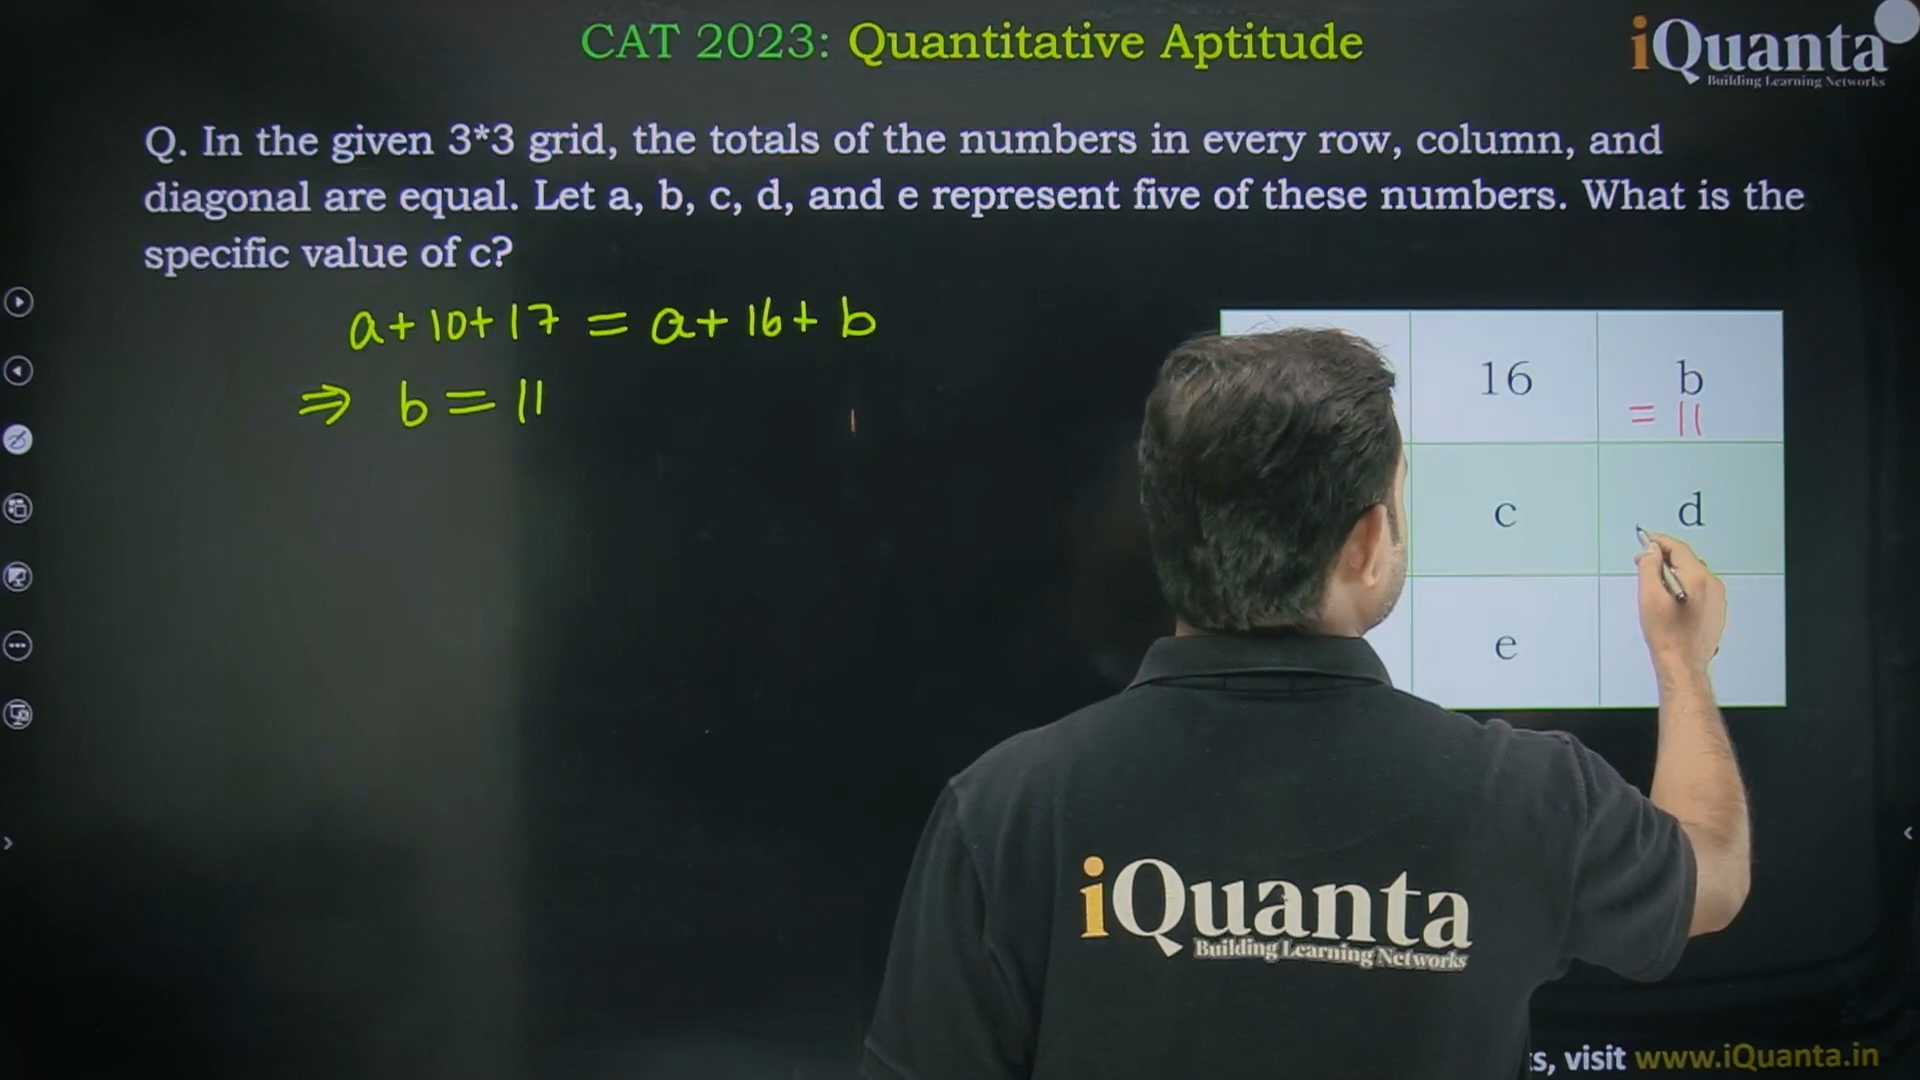 CAT 2023: Quantitative Aptitude
iQuanta
Building Learning Networks
Q. In the given 3*3 grid, the totals of the numbers in every row, column, and
diagonal are equal. Let a, b, c, d, and e represent five of these numbers. What is the
specific value of c?
a+10+17 = a+16+b
⇒ b = 11
16 b
= 11
c d
e
iQuanta
Building Learning Networks
s, visit www.iQuanta.in